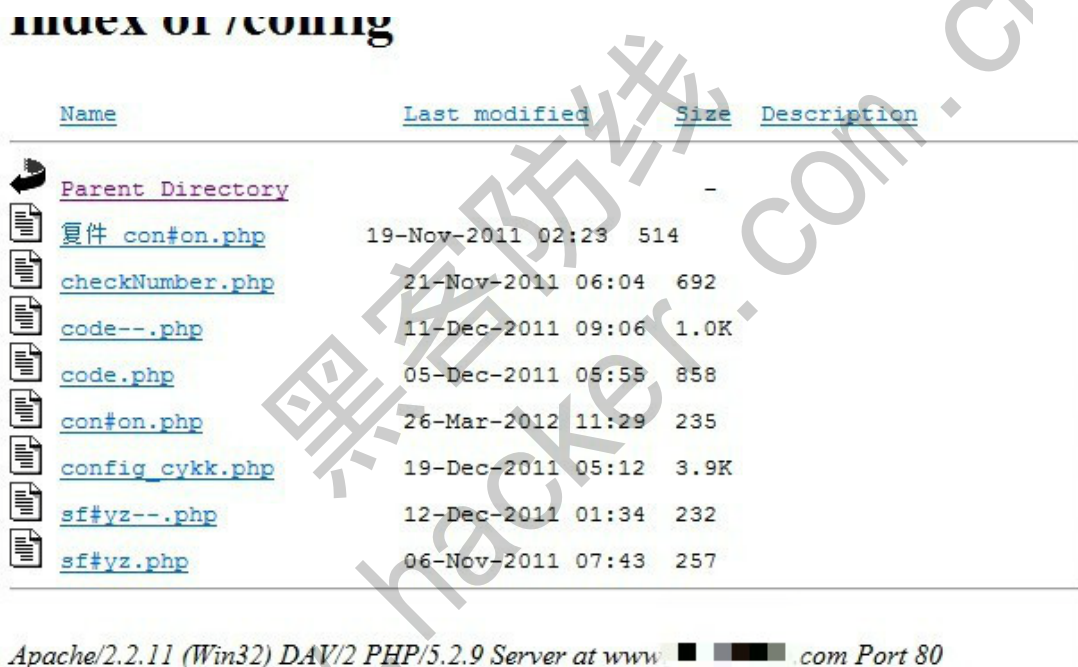 Index of /config
Name Last modified Size Description
Parent Directory -
复件 con#on.php 19-Nov-2011 02:23 514
checkNumber.php 21-Nov-2011 06:04 692
code--.php 11-Dec-2011 09:06 1.0K
code.php 05-Dec-2011 05:55 858
con#on.php 26-Mar-2012 11:29 235
config_cykk.php 19-Dec-2011 05:12 3.9K
sf#yz--.php 12-Dec-2011 01:34 232
sf#yz.php 06-Nov-2011 07:43 257
Apache/2.2.11 (Win32) DAV/2 PHP/5.2.9 Server at www .com Port 80
黑客防线
hacker.com.c